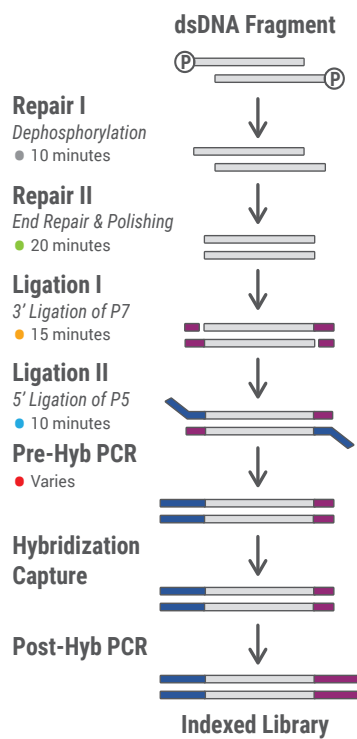 dsDNA Fragment
P
P
Repair I
Dephosphorylation
10 minutes
Repair II
End Repair & Polishing
20 minutes
Ligation I
3’ Ligation of P7
15 minutes
Ligation II
5’ Ligation of P5
10 minutes
Pre-Hyb PCR
Varies
Hybridization
Capture
Post-Hyb PCR
Indexed Library